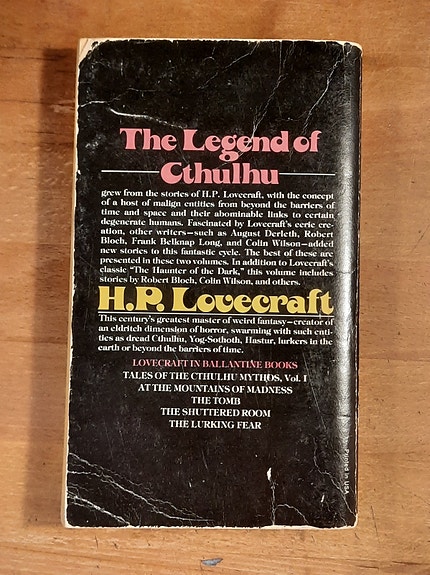 The Legend of
Cthulhu
grew from the stories of H.P. Lovecraft, with the concept
of a host of malign entities from beyond the barriers of
time and space and their abominable links to certain
degenerate humans. Fascinated by Lovecraft's eerie cre-
ation, other writers—such as August Derleth, Robert
Bloch, Frank Belknap Long, and Colin Wilson—added
new stories to this fantastic cycle. The best of these are
presented in these two volumes. In addition to Lovecraft's
classic "The Haunter of the Dark," this volume includes
stories by Robert Bloch, Colin Wilson, and others.
H.P. Lovecraft
This century's greatest master of weird fantasy—creator of
an eldritch dimension of horror, swarming with such enti-
ties as dread Cthulhu, Yog-Sothoth, Hastur, lurkers in the
earth or beyond the barriers of time.
LOVECRAFT IN BALLANTINE BOOKS
TALES OF THE CTHULHU MYTHOS, Vol. I
AT THE MOUNTAINS OF MADNESS
THE TOMB
THE SHUTTERED ROOM
THE LURKING FEAR
Printed in USA